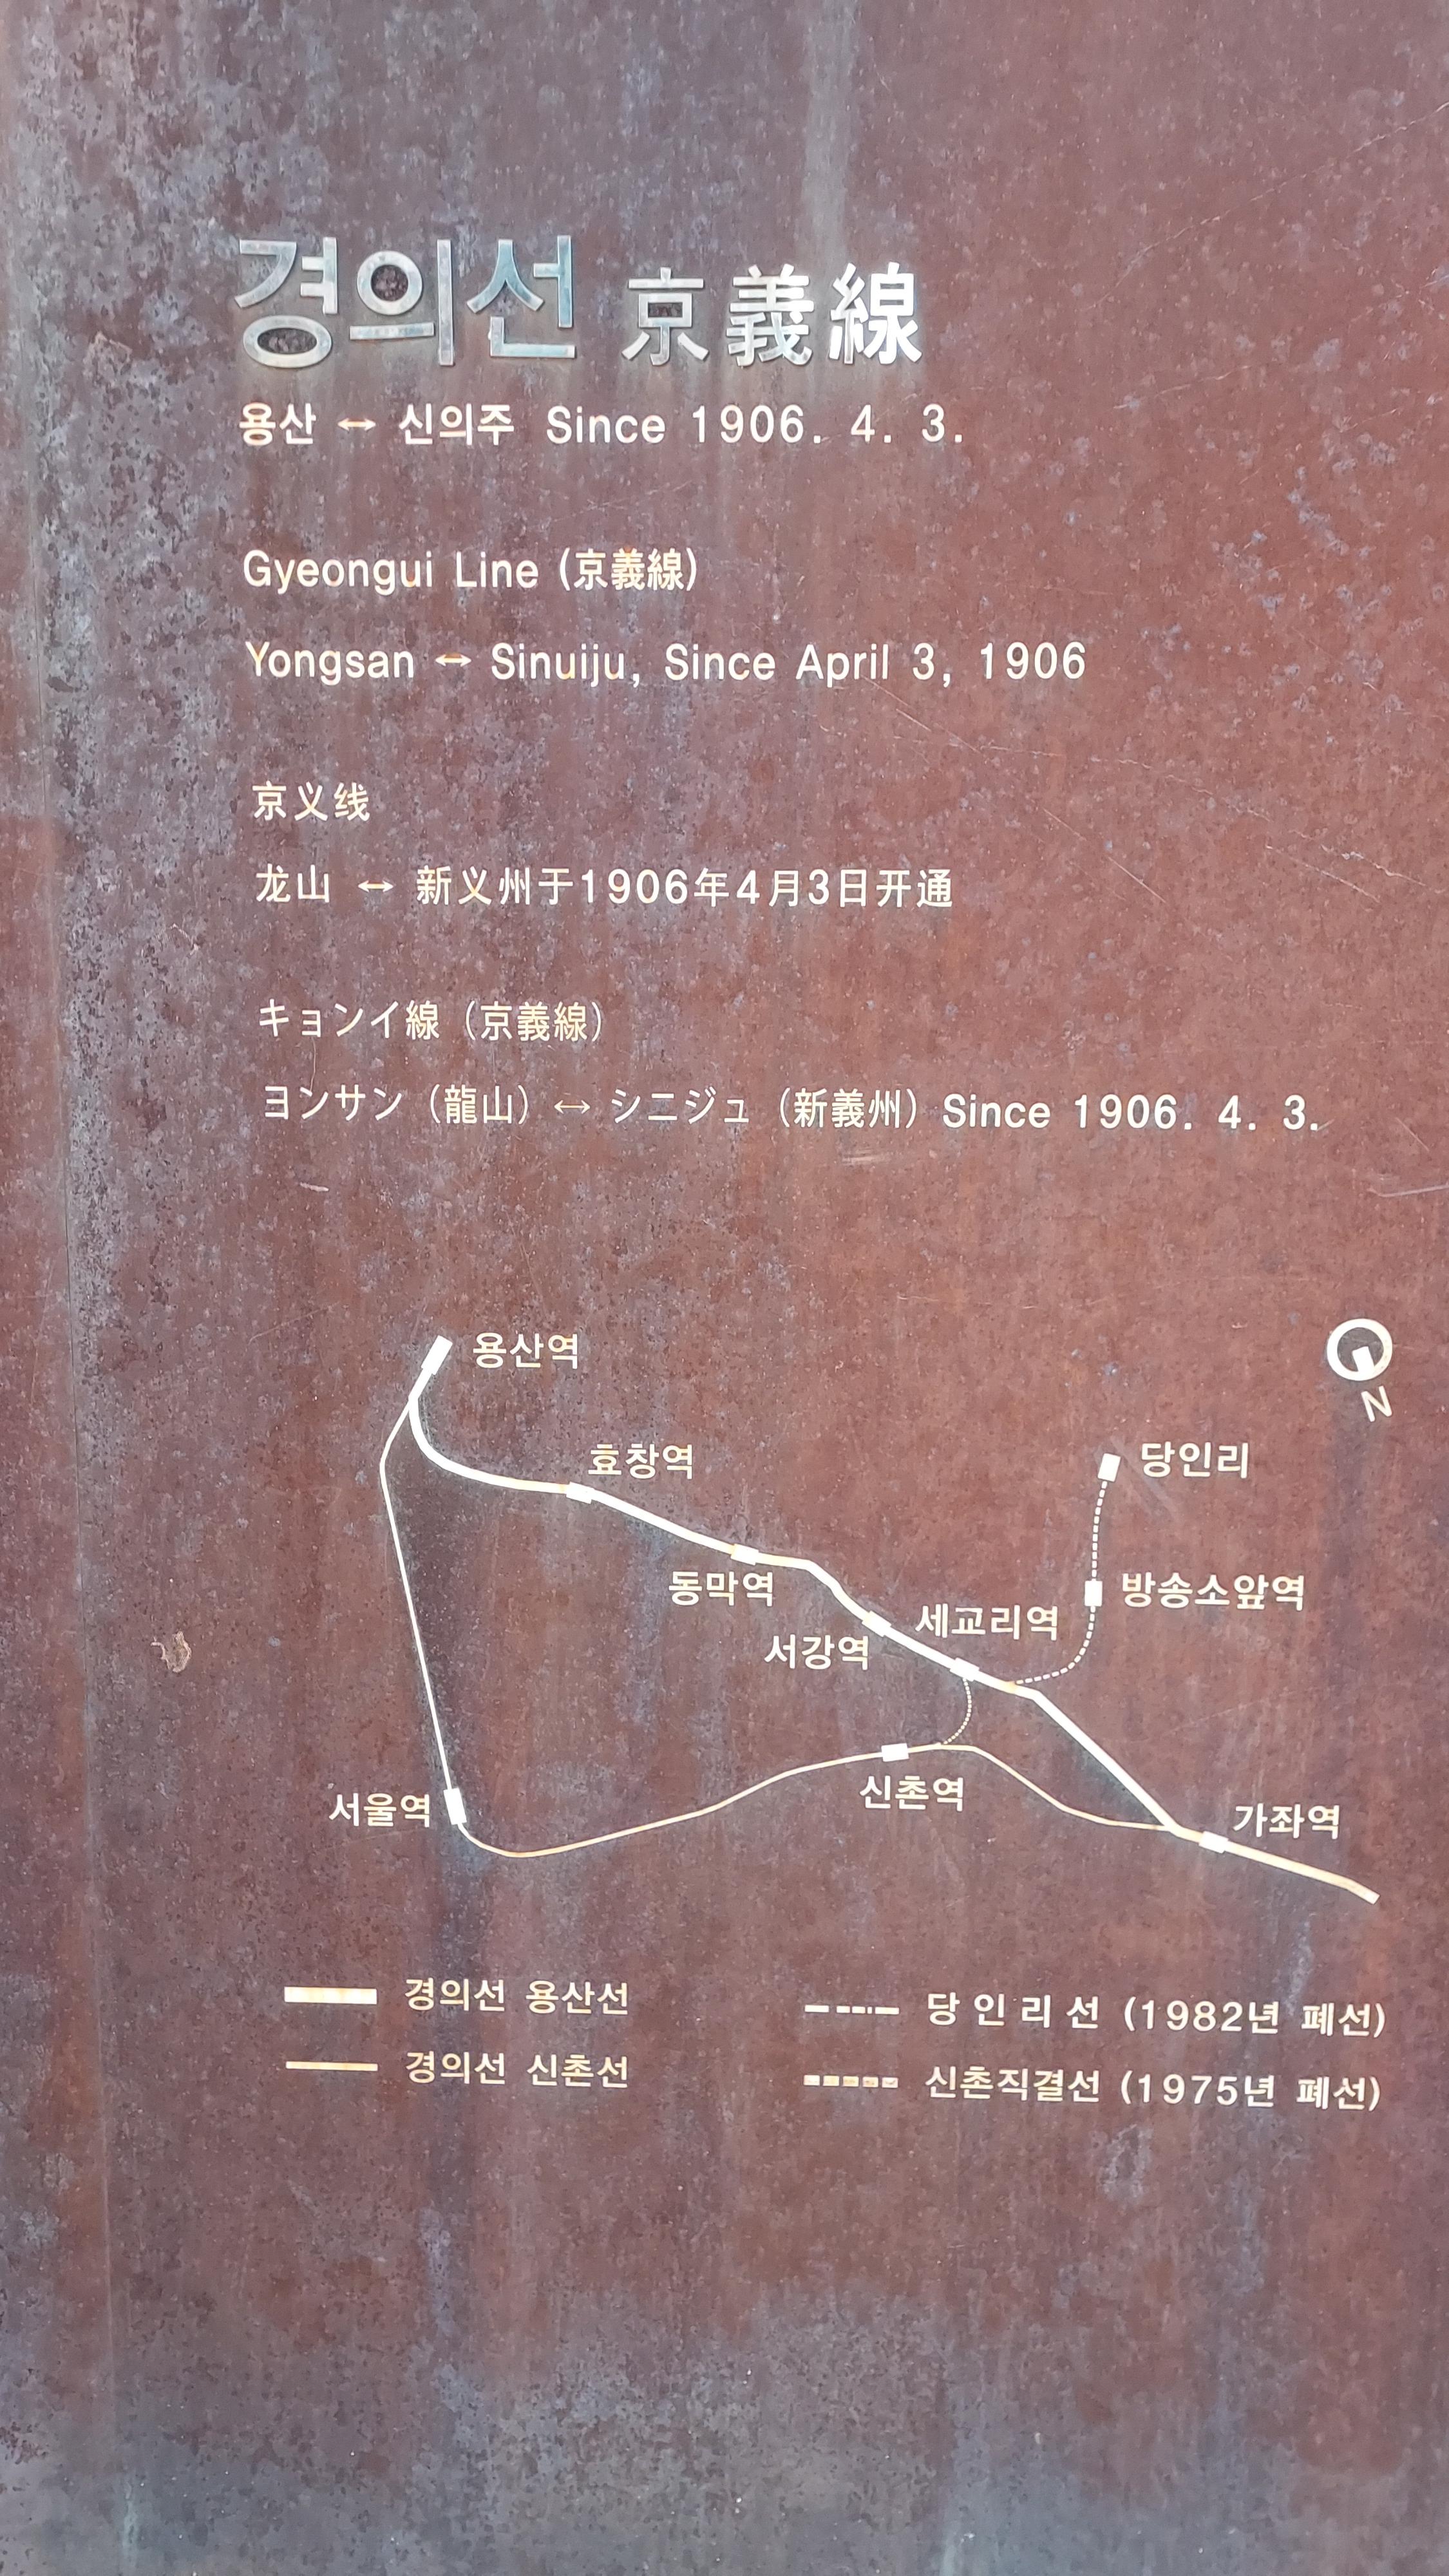 경의선 京義線
용산 ↔ 신의주 Since 1906. 4. 3.
Gyeongui Line (京義線)
Yongsan ↔ Sinuiju, Since April 3, 1906
京义线
龙山 ↔ 新义州于1906年4月3日开通
キョンイ線（京義線）
ヨンサン（龍山）↔ シニジュ（新義州）Since 1906. 4. 3.
용산역
N
효창역
당인리
동막역
방송소앞역
세교리역
서강역
신촌역
서울역
가좌역
경의선 용산선
당인리선 (1982년 폐선)
경의선 신촌선
신촌직결선 (1975년 폐선)